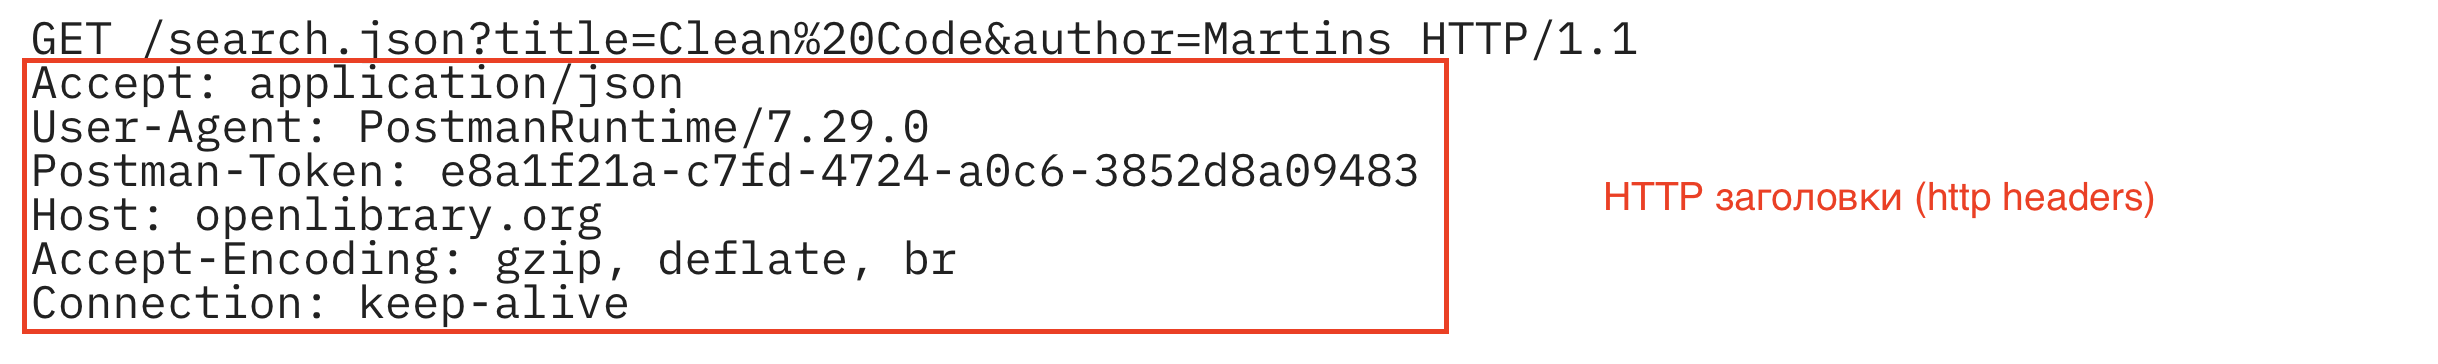 GET /search.json?title=Clean%20Code&author=Martins HTTP/1.1
Accept: application/json
User-Agent: PostmanRuntime/7.29.0
Postman-Token: e8a1f21a-c7fd-4724-a0c6-3852d8a09483
HTTP заголовки (http headers)
Host: openlibrary.org
Accept-Encoding: gzip, deflate, br
Connection: keep-alive